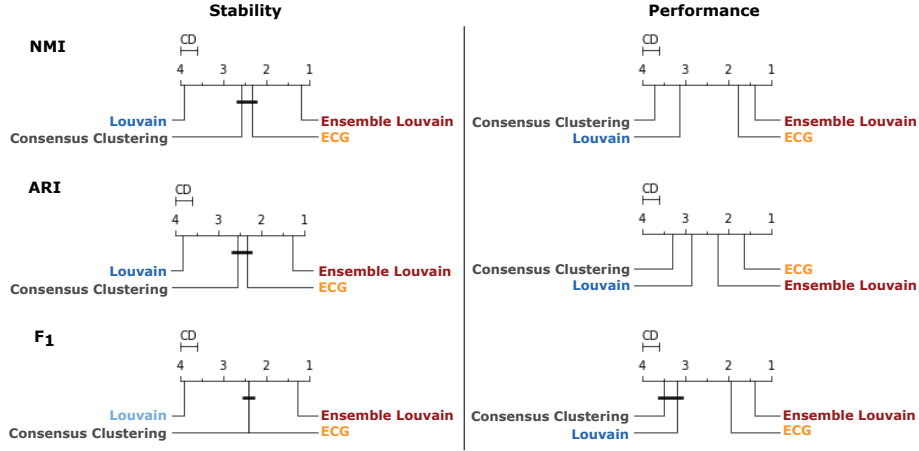 Stability Performance
NMI
CD CD
4 3 2 1 4 3 2 1
Louvain Ensemble Louvain Consensus Clustering Ensemble Louvain
Consensus Clustering ECG Louvain ECG
ARI
CD CD
4 3 2 1 4 3 2 1
Louvain Ensemble Louvain Consensus Clustering ECG
Consensus Clustering ECG Louvain Ensemble Louvain
F1
CD CD
4 3 2 1 4 3 2 1
Louvain Ensemble Louvain Consensus Clustering Ensemble Louvain
Consensus Clustering ECG Louvain ECG